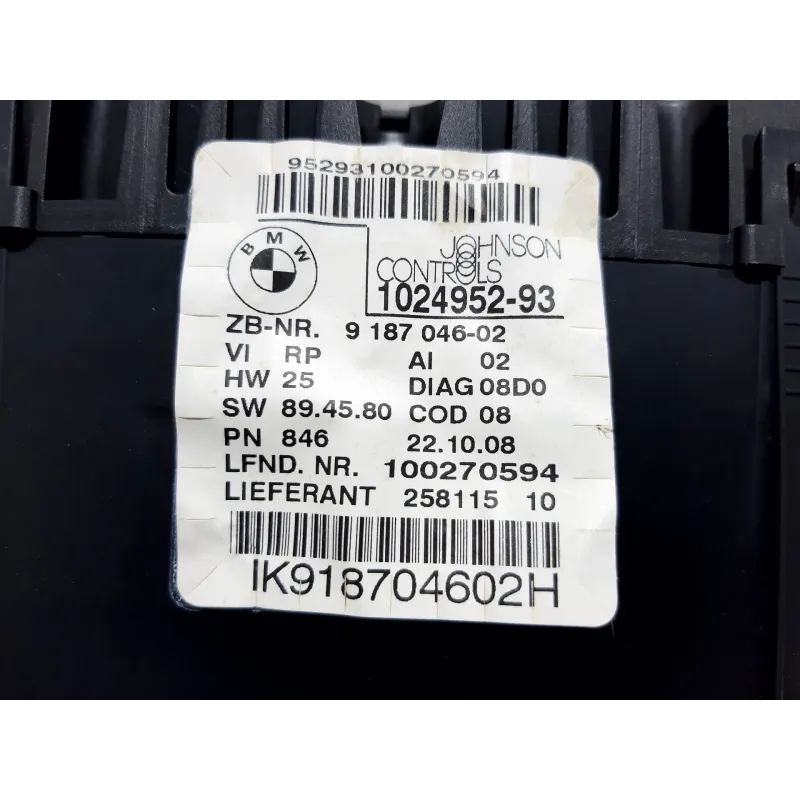 95293100270594
BMW
JOHNSON
CONTROLS
1024952-93
ZB-NR. 9 187 046-02
VI RP AI 02
HW 25 DIAG 08D0
SW 89.45.80 COD 08
PN 846 22.10.08
LFND. NR. 100270594
LIEFERANT 258115 10
IK918704602H